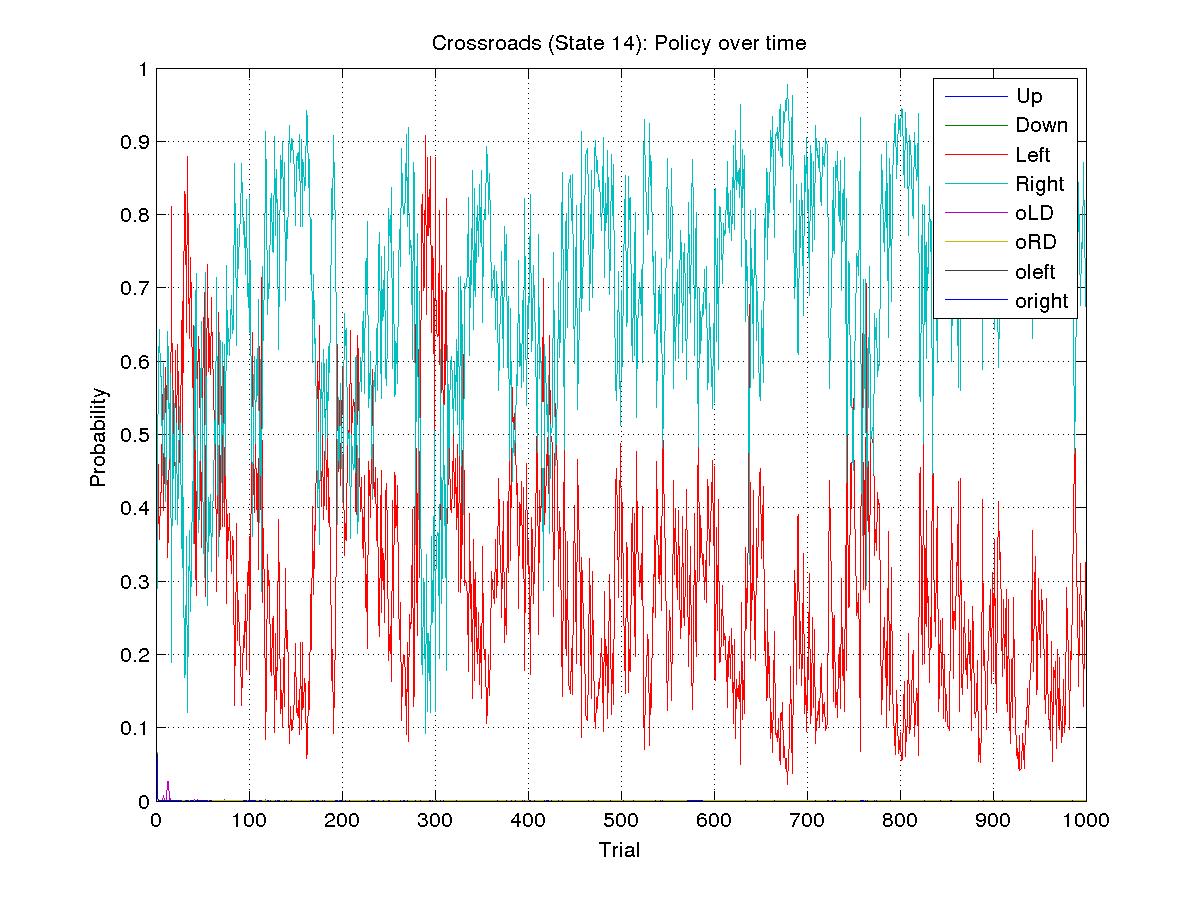 Crossroads (State 14): Policy over time
1
0.9
0.8
0.7
0.6
0.5
0.4
0.3
0.2
0.1
0
Probability
Up
Down
Left
Right
oLD
oRD
oleft
oright
0 100 200 300 400 500 600 700 800 900 1000
Trial